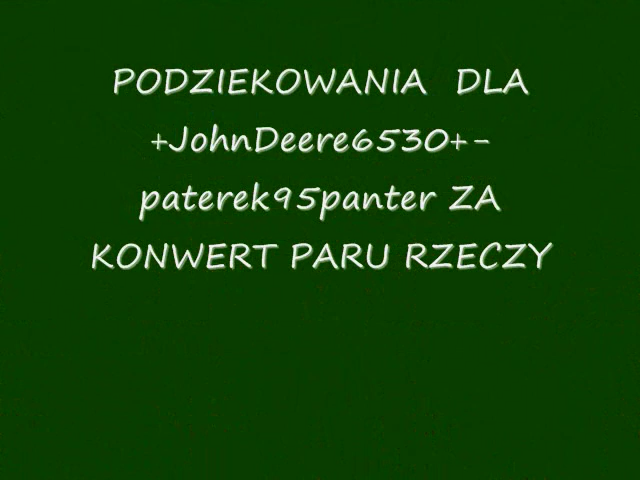 PODZIEKOWANIA DLA
+JohnDeere6530+-
paterek95panter ZA
KONWERT PARU RZECZY